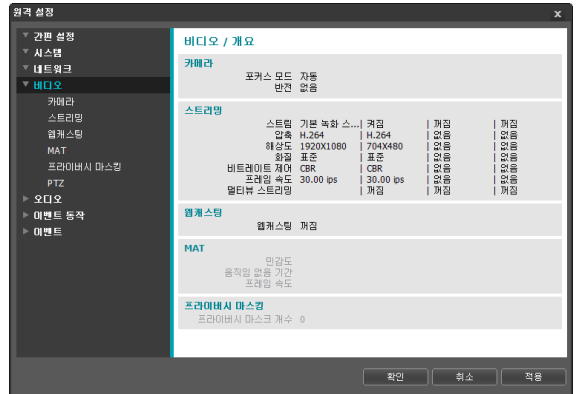 원격 설정
x
간편 설정
시스템
네트워크
비디오
카메라
스트리밍
웹캐스팅
MAT
프라이버시 마스킹
PTZ
오디오
이벤트 동작
이벤트
비디오 / 개요
카메라
포커스 모드 자동
반전 없음
스트리밍
스트림 기본 녹화 스... | 켜짐 | 꺼짐 | 꺼짐
압축 H.264 | H.264 | 없음 | 없음
해상도 1920X1080 | 704X480 | 없음 | 없음
화질 표준 | 표준 | 없음 | 없음
비트레이트 제어 CBR | CBR | 없음 | 없음
프레임 속도 30.00 ips | 30.00 ips | 없음 | 없음
멀티뷰 스트리밍 | 꺼짐 | 꺼짐 | 꺼짐
웹캐스팅
웹캐스팅 꺼짐
MAT
민감도
움직임 없음 기간
프레임 속도
프라이버시 마스킹
프라이버시 마스크 개수 0
확인 취소 적용